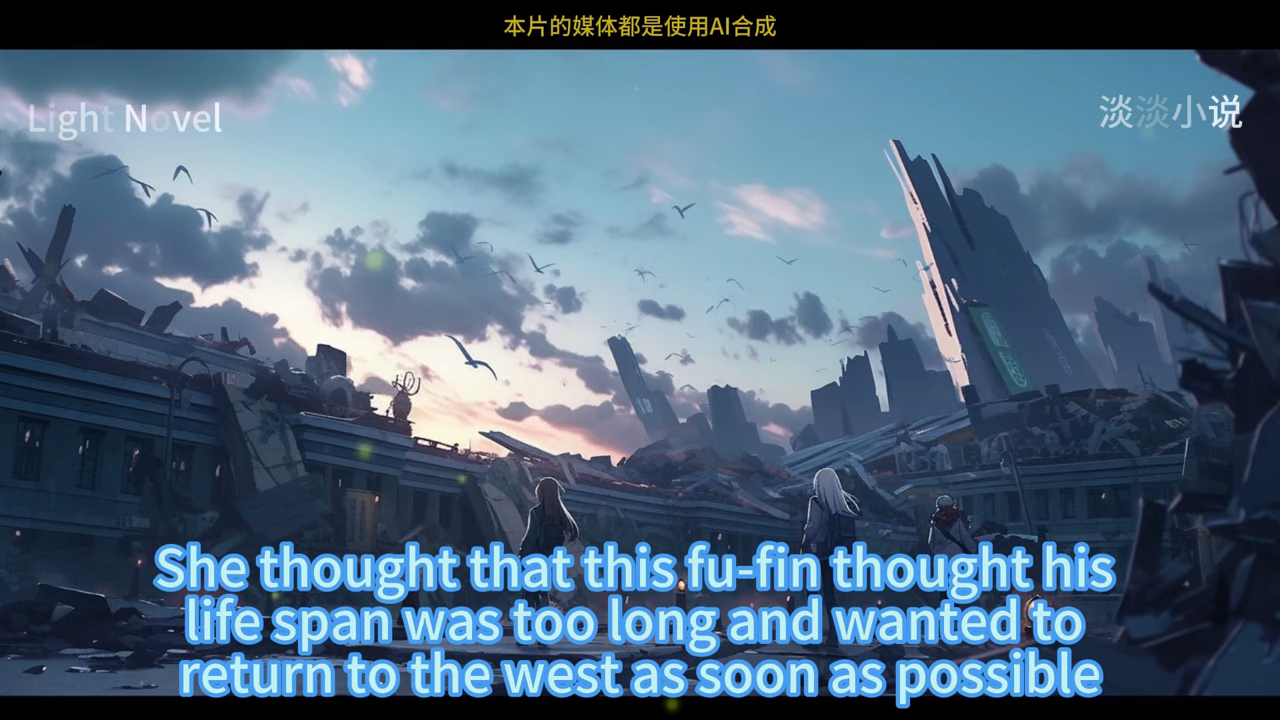 本片的媒体都是使用AI合成
Light Novel
淡淡小说
She thought that this fu-fin thought his
life span was too long and wanted to
return to the west as soon as possible